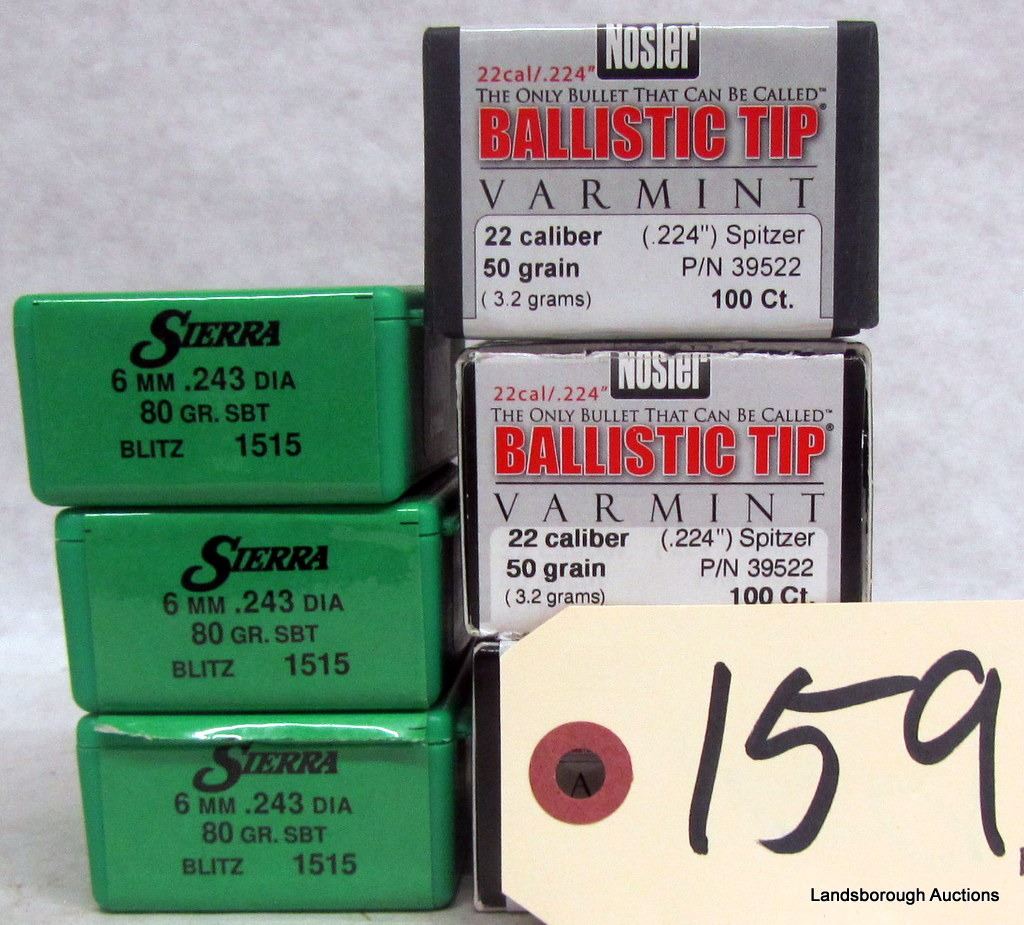 Nosler
22cal/.224"
THE ONLY BULLET THAT CAN BE CALLED™
BALLISTIC TIP®
VARMINT
22 caliber (.224") Spitzer
50 grain P/N 39522
(3.2 grams) 100 Ct.
SIERRA
6 MM .243 DIA
80 GR. SBT
BLITZ 1515
Nosler
22cal/.224"
THE ONLY BULLET THAT CAN BE CALLED™
BALLISTIC TIP®
VARMINT
22 caliber (.224") Spitzer
50 grain P/N 39522
(3.2 grams) 100 Ct.
SIERRA
6 MM .243 DIA
80 GR. SBT
BLITZ 1515
SIERRA
6 MM .243 DIA
80 GR. SBT
BLITZ 1515
A
159
Landsborough Auctions